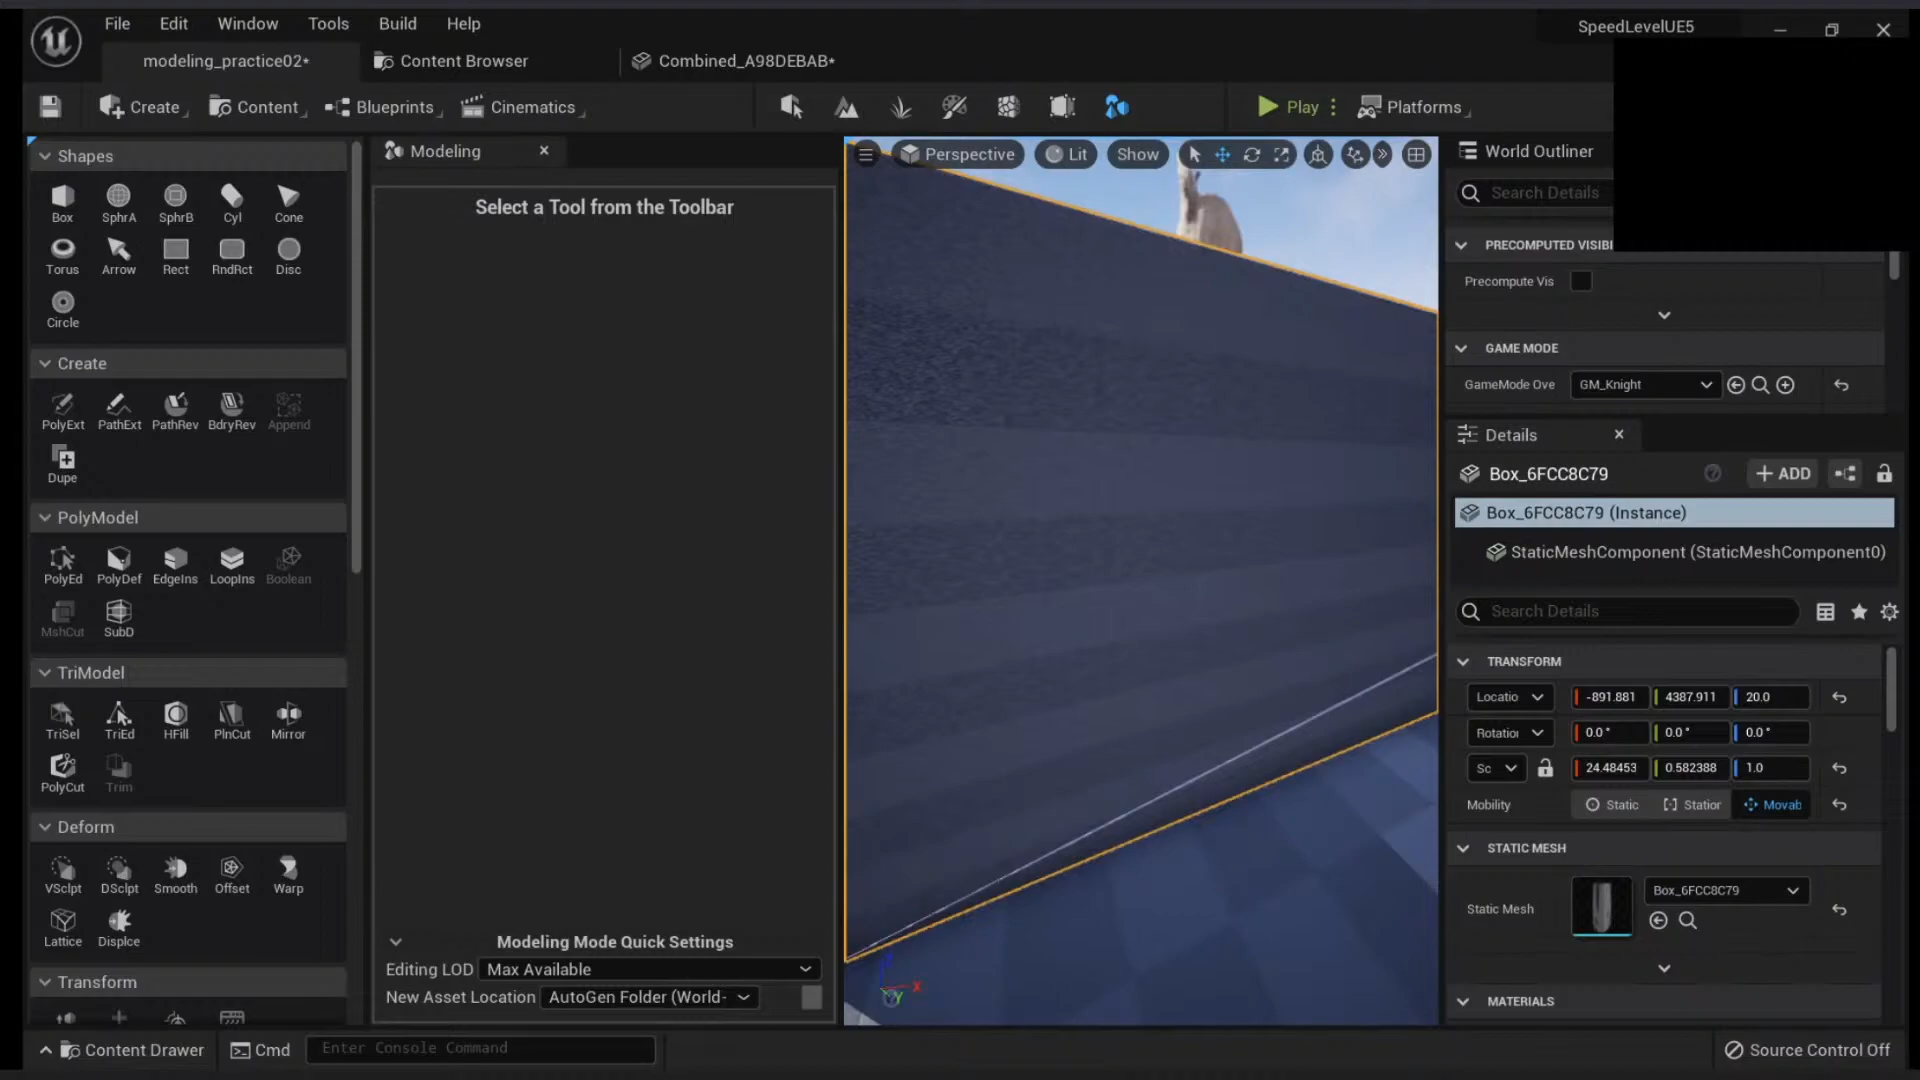 File Edit Window Tools Build Help
SpeedLevelUE5
modeling_practice02*
Content Browser
Combined_A98DEBAB*
Create
Content
Blueprints
Cinematics
Play
Platforms
Shapes
Box SphrA SphrB Cyl Cone
Torus Arrow Rect RndRct Disc
Circle
Create
PolyExt PathExt PathRev BdryRev Append
Dupe
PolyModel
PolyEd PolyDef EdgeIns LoopIns Boolean
MshCut SubD
TriModel
TriSel TriEd HFill PlnCut Mirror
PolyCut Trim
Deform
VSclpt DSclpt Smooth Offset Warp
Lattice Displce
Transform
Modeling
Select a Tool from the Toolbar
Modeling Mode Quick Settings
Editing LOD Max Available
New Asset Location AutoGen Folder (World-
Perspective Lit Show
X
Y
World Outliner
Search Details
PRECOMPUTED VISIBI
Precompute Vis
GAME MODE
GameMode Ove GM_Knight
Details
Box_6FCC8C79
ADD
Box_6FCC8C79 (Instance)
StaticMeshComponent (StaticMeshComponent0)
Search Details
TRANSFORM
Locatio -891.881 4387.911 20.0
Rotation 0.0° 0.0° 0.0°
Sc 24.48453 0.582388 1.0
Mobility Static Station Movab
STATIC MESH
Static Mesh Box_6FCC8C79
MATERIALS
Content Drawer
Cmd
Enter Console Command
Source Control Off